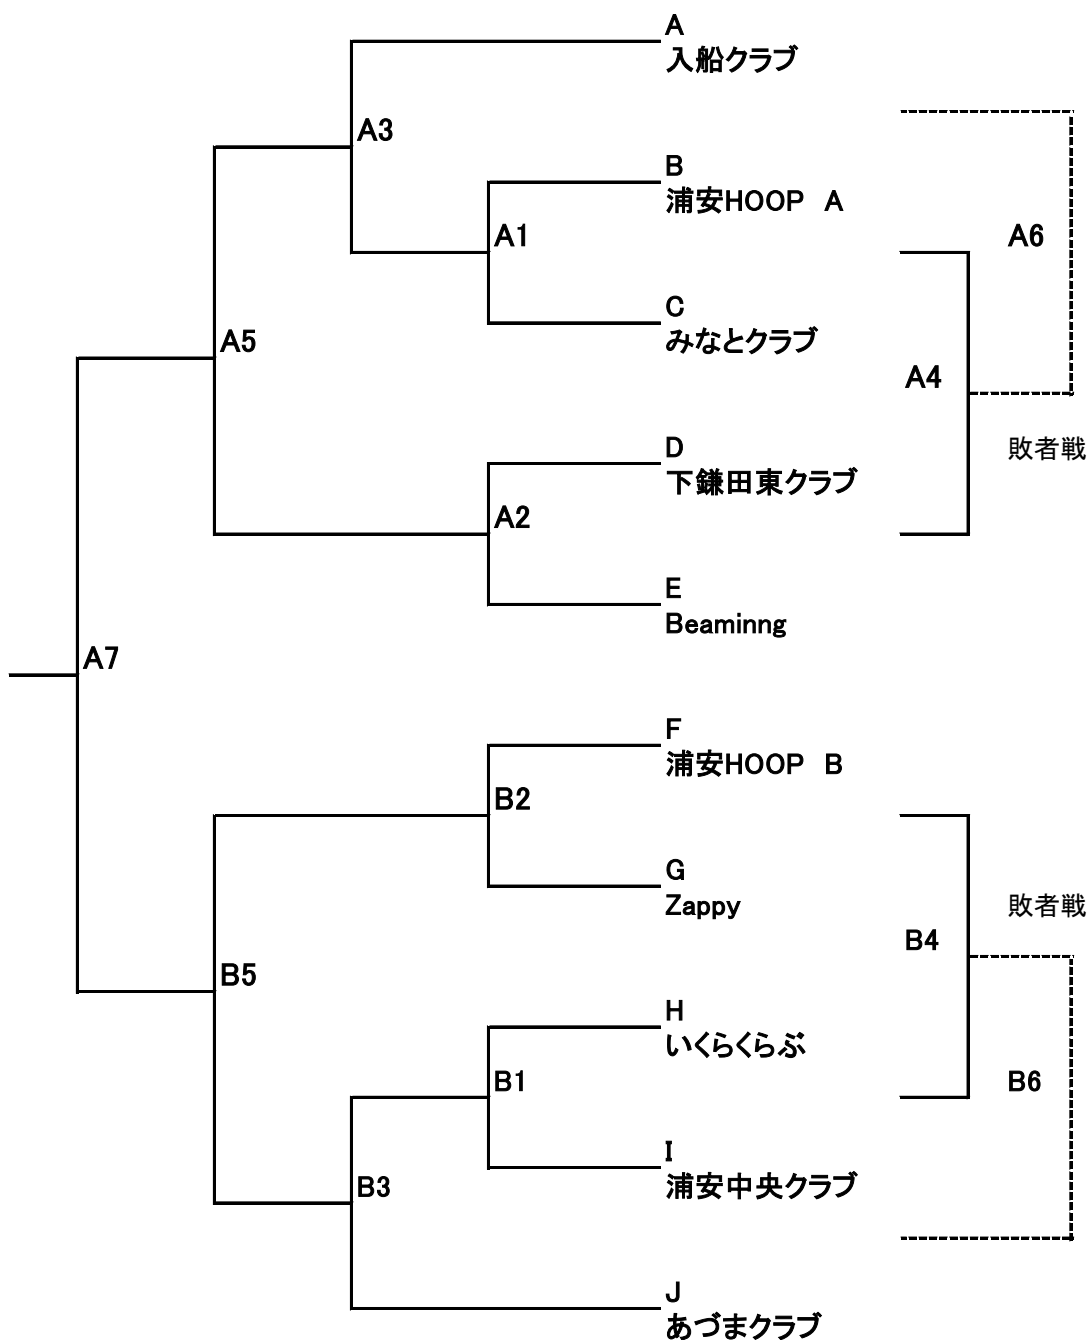 A
入船クラブ
A3
B
浦安HOOP　A
A1
A6
C
みなとクラブ
A5
A4
D
下鎌田東クラブ
敗者戦
A2
E
Beaminng
A7
F
浦安HOOP　B
B2
G
Zappy
敗者戦
B4
B5
H
いくらくらぶ
B1
B6
I
浦安中央クラブ
B3
J
あづまクラブ